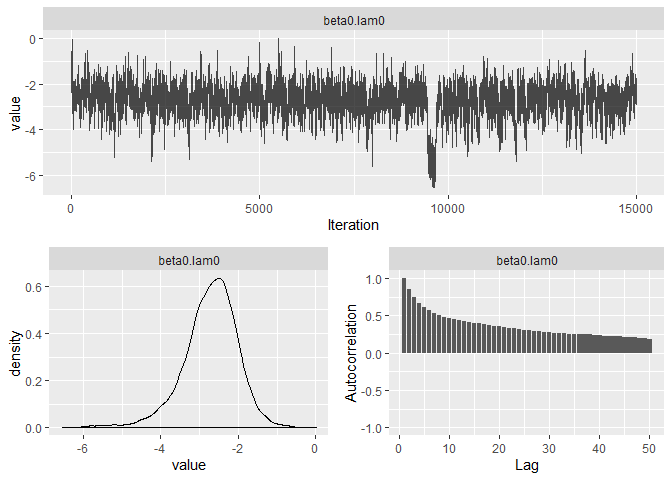 beta0.lam0
value
0
-2
-4
-6
0 5000 10000 15000
Iteration
beta0.lam0
density
0.6
0.4
0.2
0.0
-6 -4 -2 0
value
beta0.lam0
Autocorrelation
1.0
0.5
0.0
-0.5
-1.0
0 10 20 30 40 50
Lag